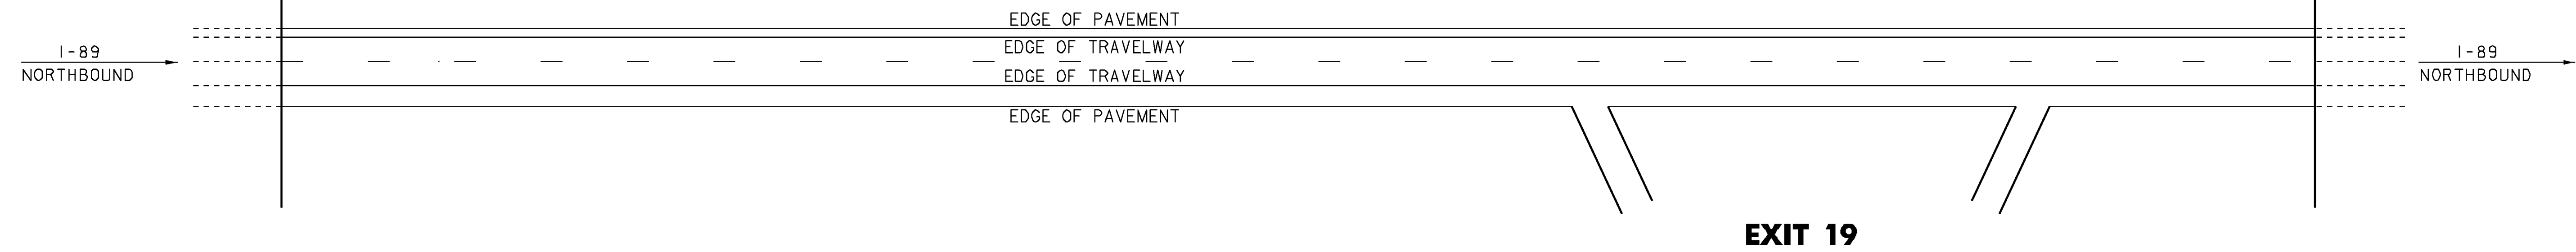 EDGE OF PAVEMENT
EDGE OF TRAVELWAY
I-89
NORTHBOUND
I-89
NORTHBOUND
EDGE OF TRAVELWAY
EDGE OF PAVEMENT
EXIT 19